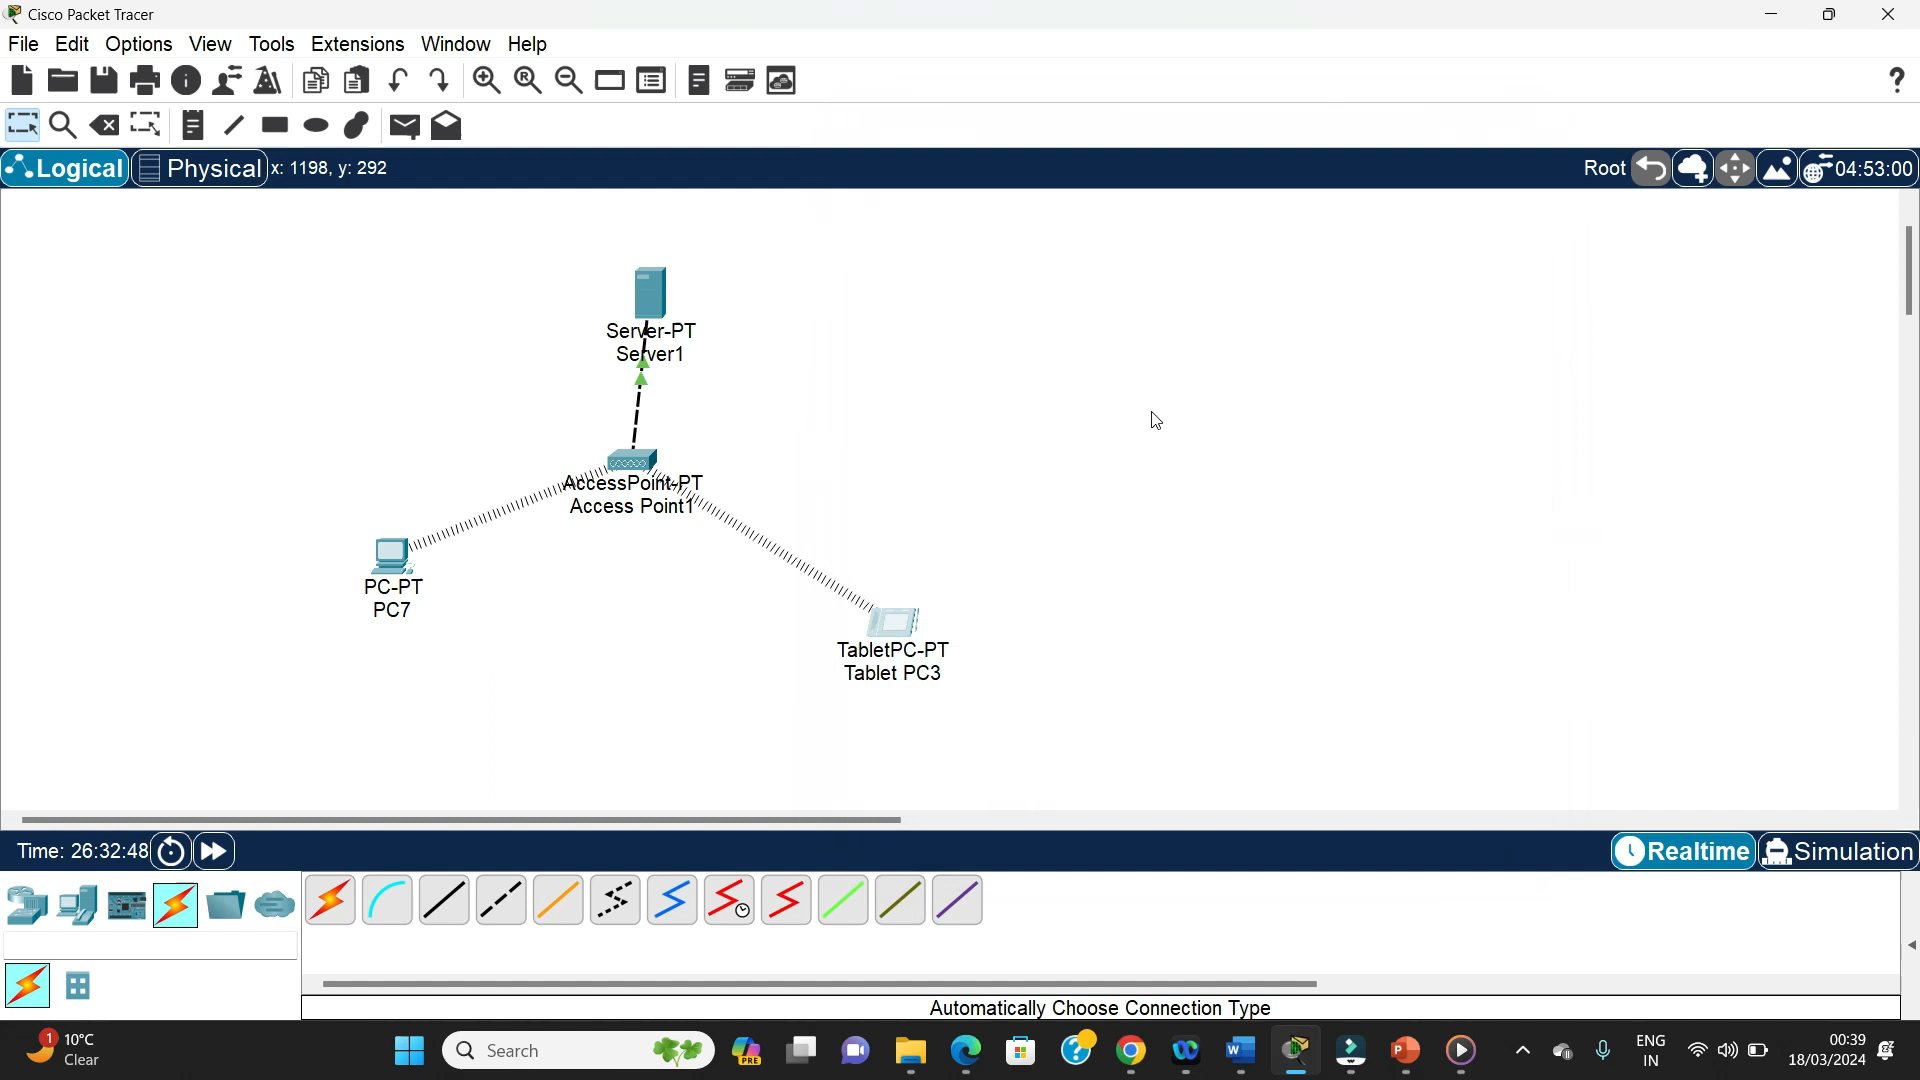 Cisco Packet Tracer
File Edit Options View Tools Extensions Window Help
Logical Physical x: 1198, y: 292 Root 04:53:00
Server-PT
Server1
AccessPoint-PT
Access Point1
PC-PT
PC7
TabletPC-PT
Tablet PC3
Time: 26:32:48 Realtime Simulation
Automatically Choose Connection Type
1 10°C
Clear
Search
PRE
ENG
IN
00:39
18/03/2024